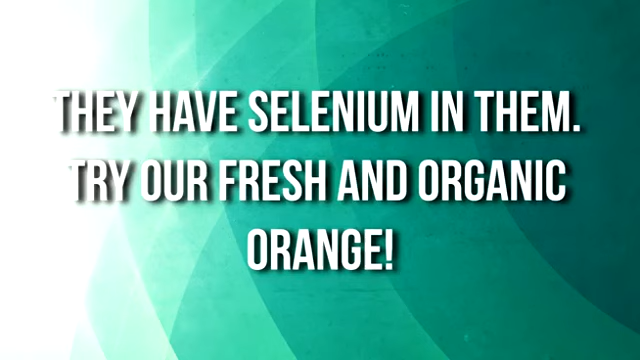 THEY HAVE SELENIUM IN THEM.
TRY OUR FRESH AND ORGANIC
ORANGE!